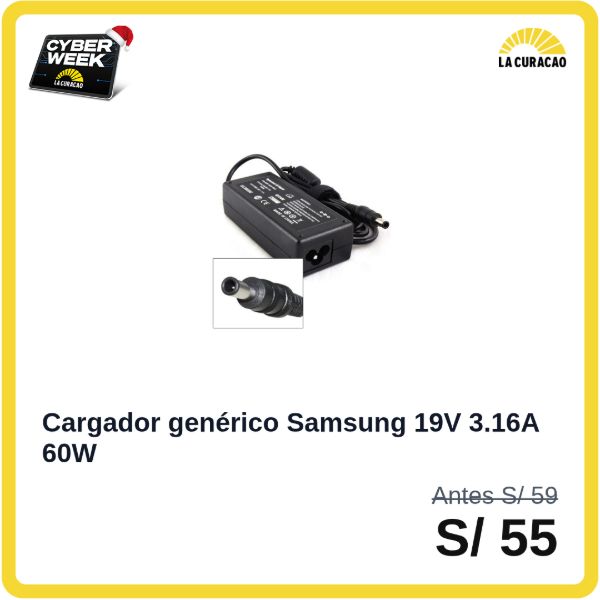 CYBER
WEEK
LA CURACAO
LA CURACAO
Cargador genérico Samsung 19V 3.16A
60W
Antes S/ 59
S/ 55